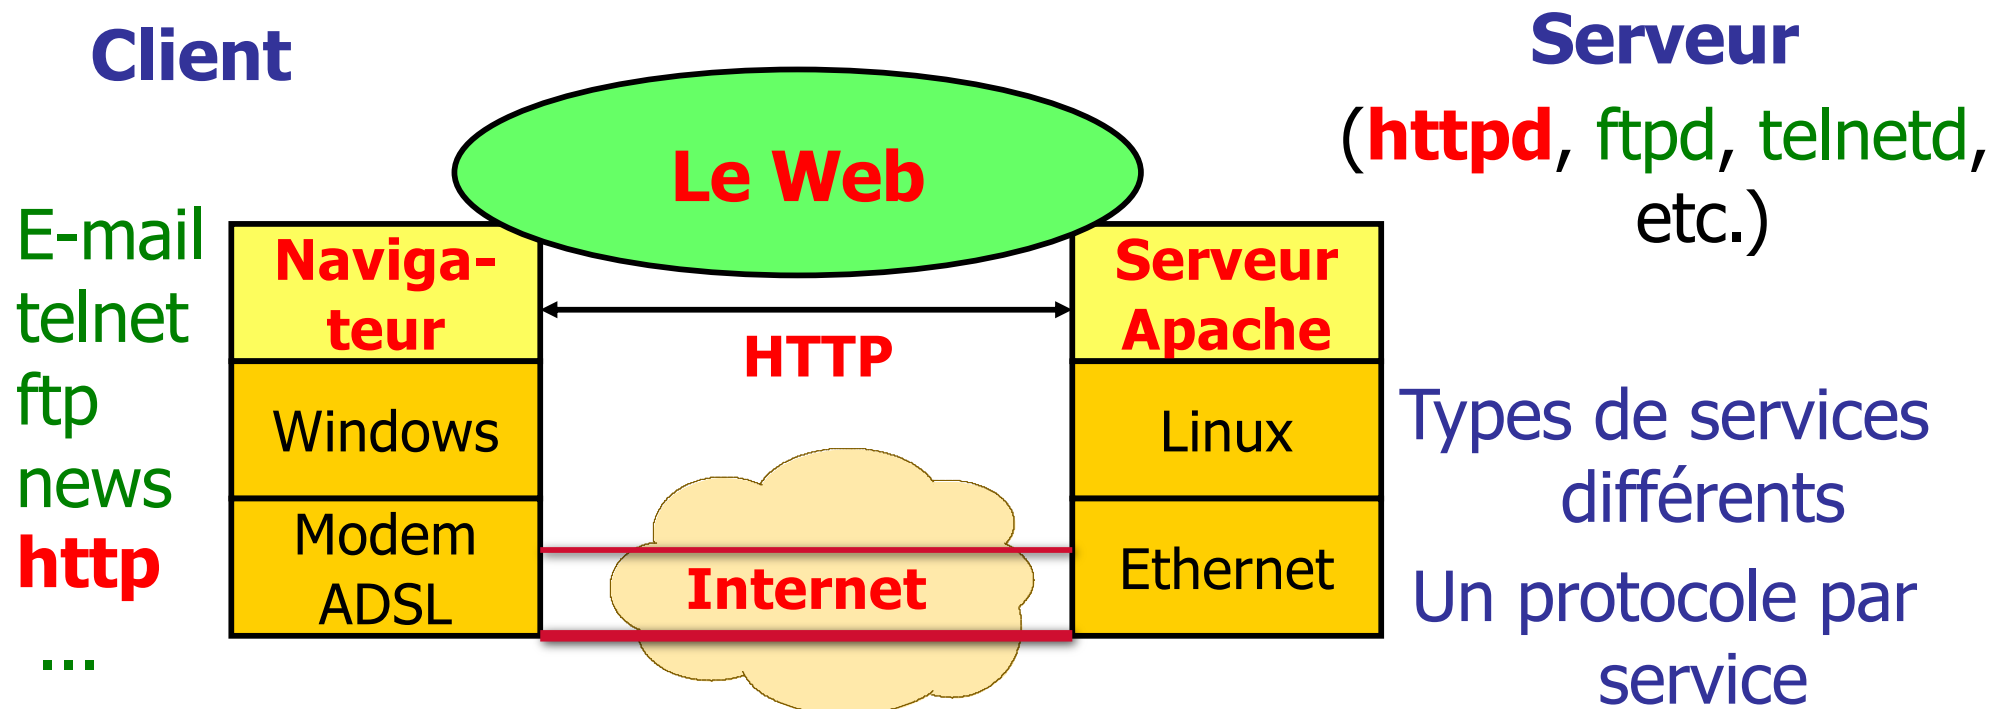 Client
Serveur
(httpd, ftpd, telnetd,
etc.)
Le Web
E-mail
telnet
ftp
news
http
...
Naviga-
teur
Windows
Modem
ADSL
HTTP
Internet
Serveur
Apache
Linux
Ethernet
Types de services
différents
Un protocole par
service